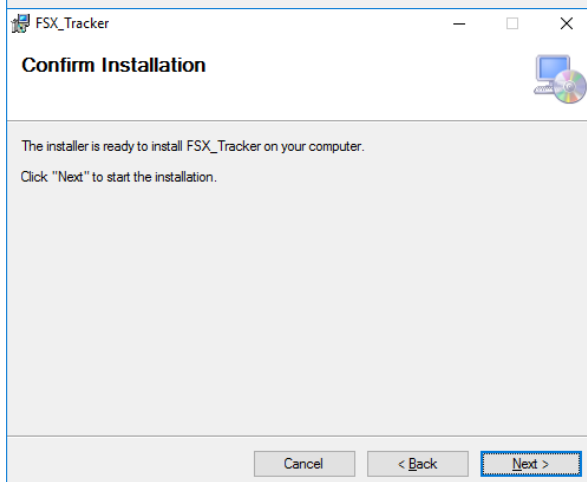 FSX_Tracker
Confirm Installation
The installer is ready to install FSX_Tracker on your computer.
Click "Next" to start the installation.
Cancel
< Back
Next >